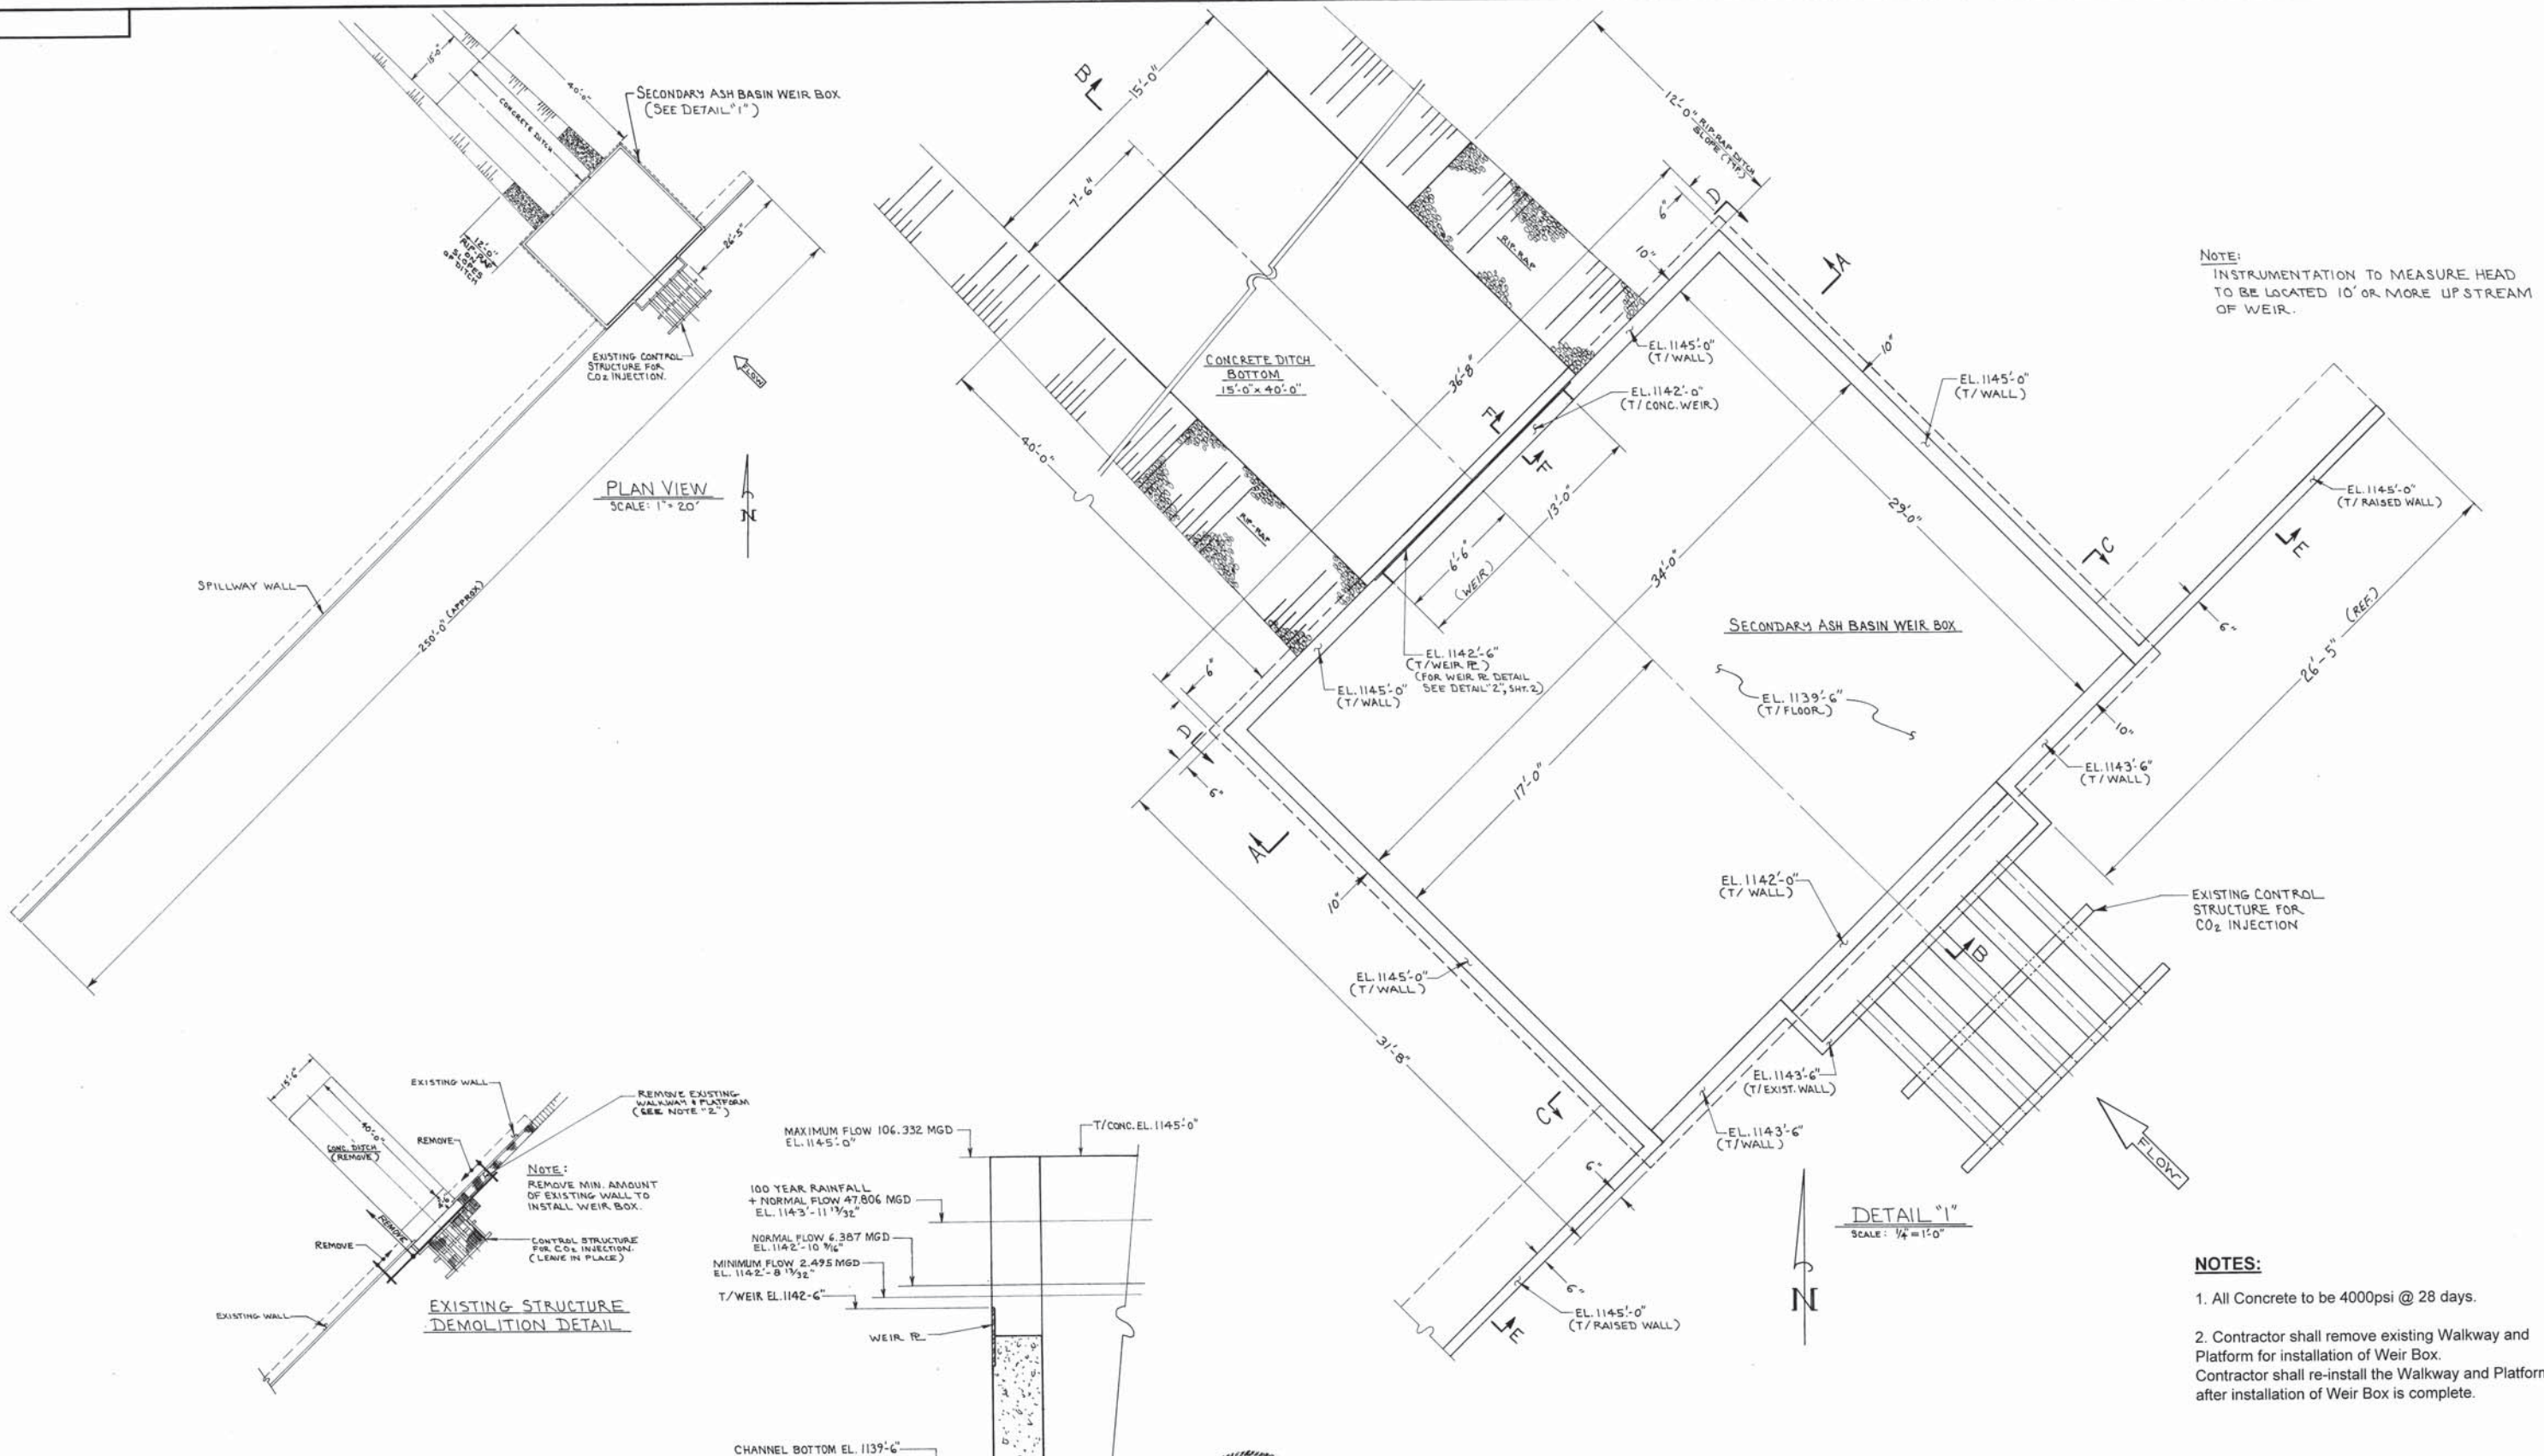 15'-0"
40'-0"
CONCRETE DITCH
SECONDARY ASH BASIN WEIR BOX
(SEE DETAIL "1")
12'-0"
RIP-RAP
ON
SLOPES
OF DITCH
26'-5"
EXISTING CONTROL
STRUCTURE FOR
CO2 INJECTION.
FLOW
PLAN VIEW
SCALE: 1" = 20'
N
SPILLWAY WALL
250'-0" (APPROX)
B
15'-0"
7'-6"
12'-0" RIP-RAP DITCH
SLOPE (TYP.)
6"
D
10"
A
RIP-RAP
CONCRETE DITCH
BOTTOM
15'-0" x 40'-0"
36'-8"
EL. 1145'-0"
(T/WALL)
10"
EL. 1142'-0"
(T/CONC. WEIR)
EL. 1145'-0"
(T/WALL)
F
F
40'-0"
13'-0"
29'-0"
RIP-RAP
6'-6"
(WEIR)
34'-0"
C
EL. 1145'-0"
(T/RAISED WALL)
E
6"
26'-5" (REF.)
SECONDARY ASH BASIN WEIR BOX
EL. 1142'-6"
(T/WEIR PL)
(FOR WEIR PL DETAIL
SEE DETAIL "2", SHT. 2)
6"
EL. 1145'-0"
(T/WALL)
EL. 1139'-6"
(T/FLOOR)
10"
D
6"
17'-0"
EL. 1143'-6"
(T/WALL)
A
10"
EL. 1142'-0"
(T/WALL)
EXISTING CONTROL
STRUCTURE FOR
CO2 INJECTION
B
EL. 1145'-0"
(T/WALL)
31'-8"
C
EL. 1143'-6"
(T/EXIST. WALL)
EL. 1143'-6"
(T/WALL)
FLOW
6"
6"
EL. 1145'-0"
(T/RAISED WALL)
E
DETAIL "1"
SCALE: 1/4" = 1'-0"
N
NOTE:
INSTRUMENTATION TO MEASURE HEAD
TO BE LOCATED 10' OR MORE UPSTREAM
OF WEIR.
15'-6"
40'-0"
CONC. DITCH
(REMOVE)
EXISTING WALL
REMOVE
REMOVE EXISTING
WALKWAY & PLATFORM
(SEE NOTE "2")
NOTE:
REMOVE MIN. AMOUNT
OF EXISTING WALL TO
INSTALL WEIR BOX.
REMOVE
REMOVE
CONTROL STRUCTURE
FOR CO2 INJECTION.
(LEAVE IN PLACE)
EXISTING WALL
EXISTING STRUCTURE
DEMOLITION DETAIL
MAXIMUM FLOW 106.332 MGD
EL. 1145'-0"
T/CONC. EL. 1145'-0"
100 YEAR RAINFALL
+ NORMAL FLOW 47.806 MGD
EL. 1143'-11 13/32"
NORMAL FLOW 6.387 MGD
EL. 1142'-10 9/16"
MINIMUM FLOW 2.495 MGD
EL. 1142'-8 13/32"
T/WEIR EL. 1142-6"
WEIR PL
CHANNEL BOTTOM EL. 1139'-6"
NOTES:
1. All Concrete to be 4000psi @ 28 days.
2. Contractor shall remove existing Walkway and
Platform for installation of Weir Box.
Contractor shall re-install the Walkway and Platform
after installation of Weir Box is complete.